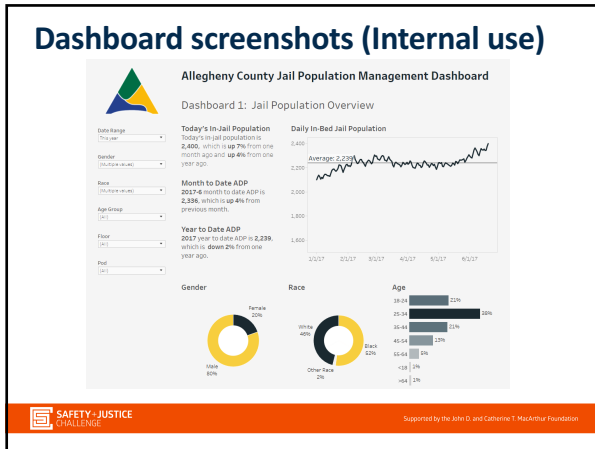 Dashboard screenshots (Internal use)
Allegheny County Jail Population Management Dashboard
Dashboard 1: Jail Population Overview
Date Range
This year
Gender
(Multiple values)
Race
(Multiple values)
Age Group
(All)
Floor
(All)
Pod
(All)
Today's In-Jail Population
Today's in-jail population is
2,400, which is up 7% from one
month ago and up 4% from one
year ago.
Month to Date ADP
2017-6 month to date ADP is
2,336, which is up 4% from
previous month.
Year to Date ADP
2017 year to date ADP is 2,239,
which is down 2% from one
year ago.
Daily In-Bed Jail Population
2,400
Average: 2,239
2,200
2,000
1,800
1,600
1/1/17 2/1/17 3/1/17 4/1/17 5/1/17 6/1/17
Gender
Female
20%
Male
80%
Race
White
46%
Black
52%
Other Race
2%
Age
18-24 21%
25-34 38%
35-44 21%
45-54 13%
55-64 5%
<18 1%
>64 1%
SAFETY+JUSTICE
CHALLENGE
Supported by the John D. and Catherine T. MacArthur Foundation